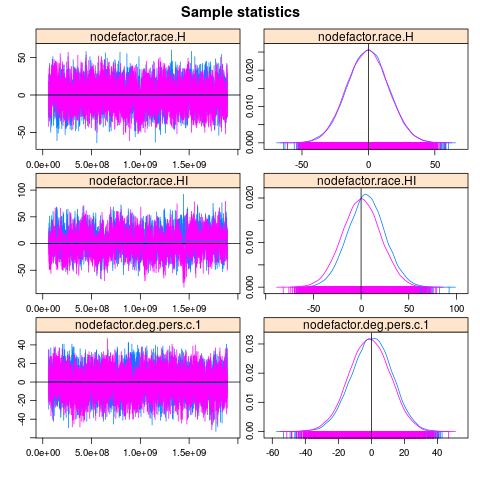 Sample statistics
nodefactor.race.H
nodefactor.race.H
50
0
-50
0.0e+00 5.0e+08 1.0e+09 1.5e+09
0.020
0.010
0.000
-50 0 50
nodefactor.race.HI
nodefactor.race.HI
100
50
0
-50
0.0e+00 5.0e+08 1.0e+09 1.5e+09
0.020
0.010
0.000
-50 0 50 100
nodefactor.deg.pers.c.1
nodefactor.deg.pers.c.1
40
20
0
-20
-40
0.0e+00 5.0e+08 1.0e+09 1.5e+09
0.03
0.02
0.01
0.00
-60 -40 -20 0 20 40